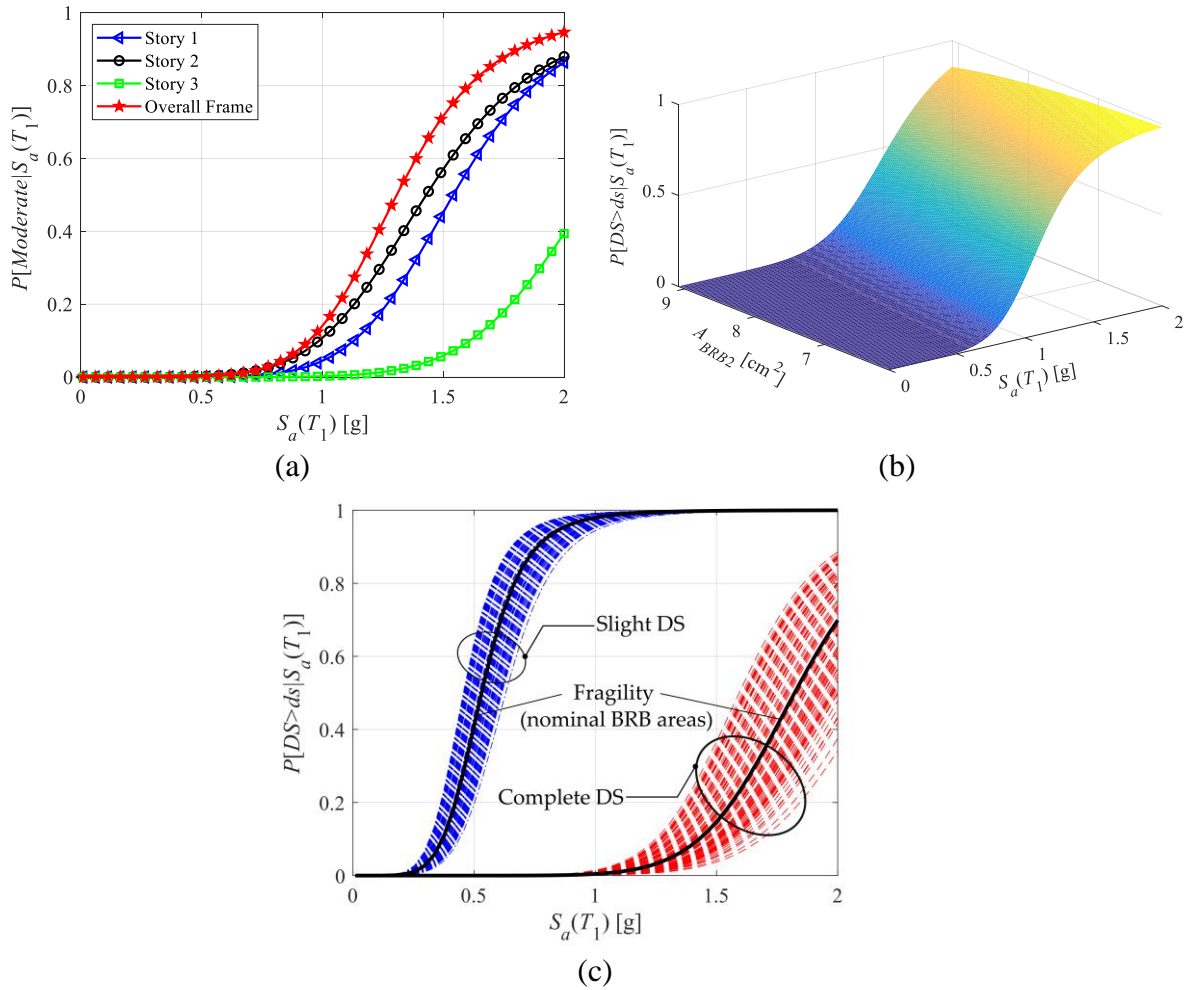 P[Moderate|S_a(T_1)]
1
0.8
0.6
0.4
0.2
0
Story 1
Story 2
Story 3
Overall Frame
0 0.5 1 1.5 2
S_a(T_1) [g]
(a)
P[DS>ds|S_a(T_1)]
1
0.5
0
9 8 7
A_BRB2 [cm^2]
0 0.5 1 1.5 2
S_a(T_1) [g]
(b)
P[DS>ds|S_a(T_1)]
1
0.8
0.6
0.4
0.2
0
Slight DS
Fragility
(nominal BRB areas)
Complete DS
0 0.5 1 1.5 2
S_a(T_1) [g]
(c)